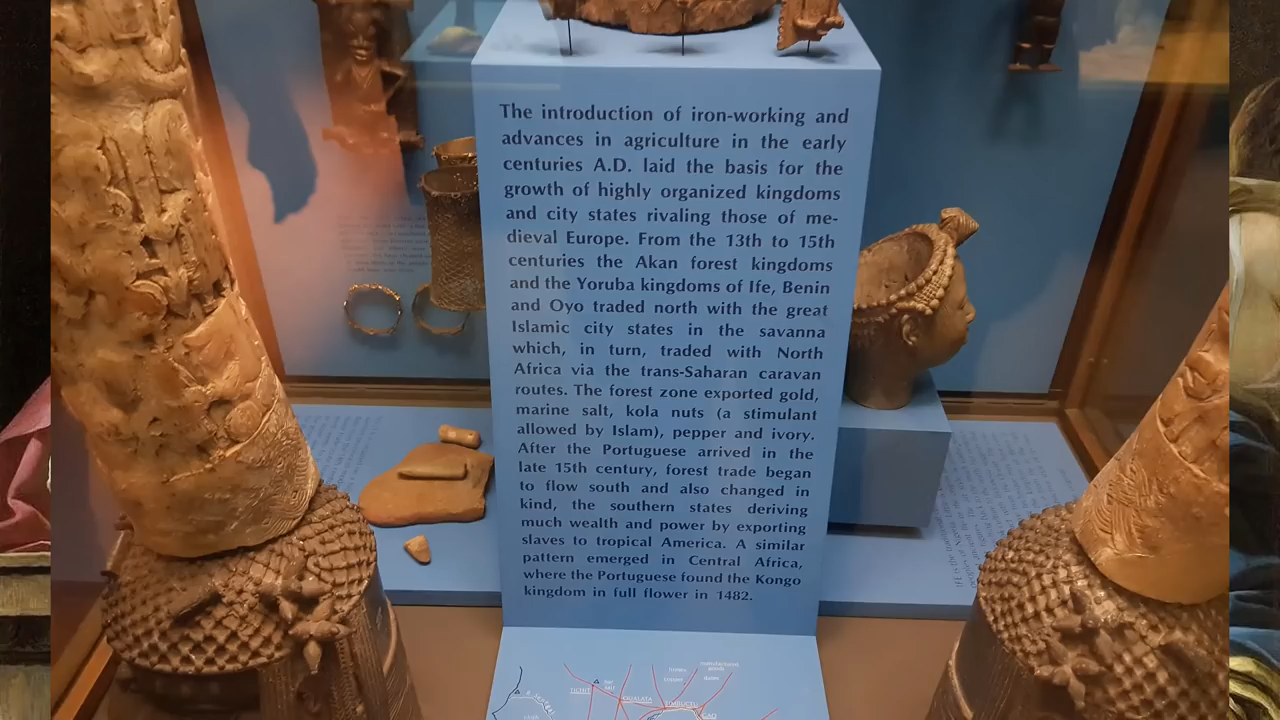 The introduction of iron-working and
advances in agriculture in the early
centuries A.D. laid the basis for the
growth of highly organized kingdoms
and city states rivaling those of me-
dieval Europe. From the 13th to 15th
centuries the Akan forest kingdoms
and the Yoruba kingdoms of Ife, Benin
and Oyo traded north with the great
Islamic city states in the savanna
which, in turn, traded with North
Africa via the trans-Saharan caravan
routes. The forest zone exported gold,
marine salt, kola nuts (a stimulant
allowed by Islam), pepper and ivory.
After the Portuguese arrived in the
late 15th century, forest trade began
to flow south and also changed in
kind, the southern states deriving
much wealth and power by exporting
slaves to tropical America. A similar
pattern emerged in Central Africa,
where the Portuguese found the Kongo
kingdom in full flower in 1482.
TICHIT
OUALATA
GAO